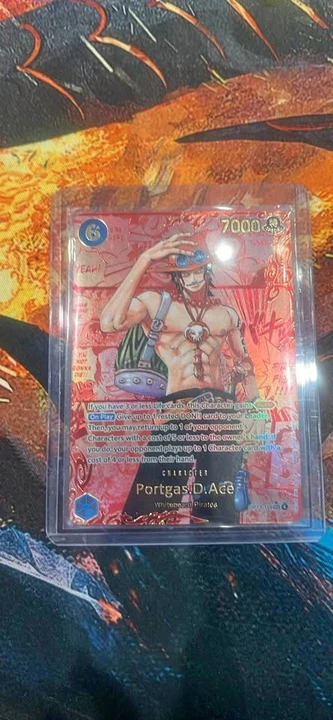 6
7000
YEAH!
If you have 3 or less Life cards, this Character gains
On Play Give up to 1 rested DON!! card to your Leader.
Then, you may return up to 1 of your opponent's
Characters with a cost of 5 or less to the owner's hand. If
you do, your opponent plays up to 1 Character card with a
cost of 4 or less from their hand.
CHARACTER
Portgas.D.Ace
Whitebeard Pirates